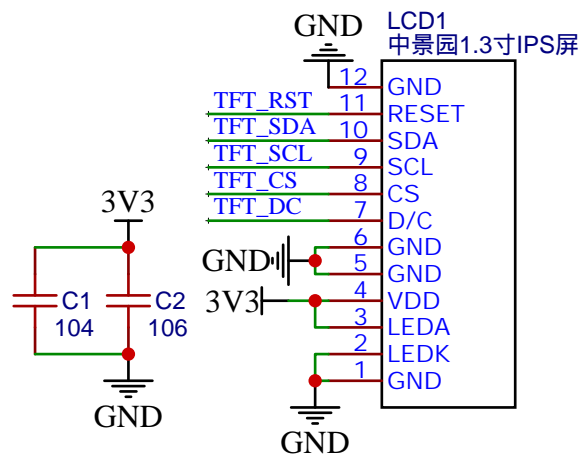 GND
LCD1
中景园1.3寸IPS屏
12 GND
TFT_RST 11 RESET
TFT_SDA 10 SDA
TFT_SCL 9 SCL
TFT_CS 8 CS
TFT_DC 7 D/C
6 GND
GND 5 GND
3V3 4 VDD
3 LEDA
2 LEDK
1 GND
GND
3V3
C1 C2
104 106
GND